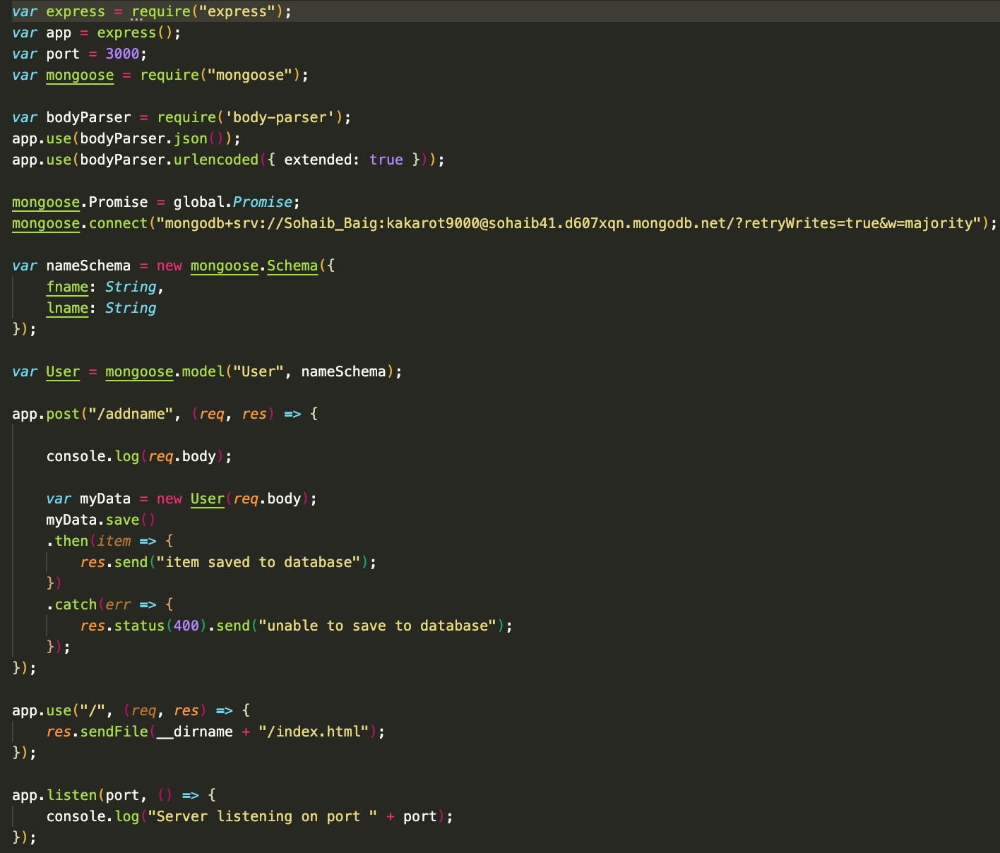 var express = require("express");
var app = express();
var port = 3000;
var mongoose = require("mongoose");
var bodyParser = require('body-parser');
app.use(bodyParser.json());
app.use(bodyParser.urlencoded({ extended: true }));
mongoose.Promise = global.Promise;
mongoose.connect("mongodb+srv://Sohaib_Baig:kakarot9000@sohaib41.d607xqn.mongodb.net/?retryWrites=true&w=majority");
var nameSchema = new mongoose.Schema({
    fname: String,
    lname: String
});
var User = mongoose.model("User", nameSchema);
app.post("/addname", (req, res) => {
    console.log(req.body);
    var myData = new User(req.body);
    myData.save()
    .then(item => {
        res.send("item saved to database");
    })
    .catch(err => {
        res.status(400).send("unable to save to database");
    });
});
app.use("/", (req, res) => {
    res.sendFile(__dirname + "/index.html");
});
app.listen(port, () => {
    console.log("Server listening on port " + port);
});